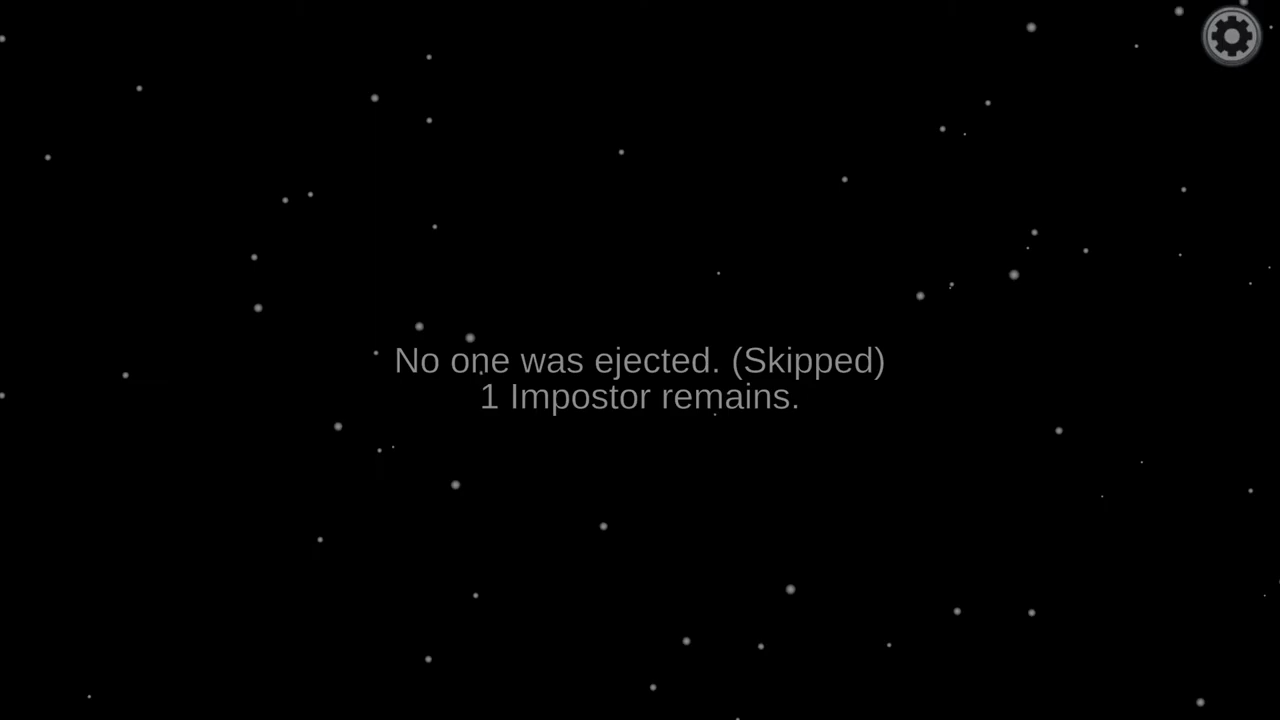 No one was ejected. (Skipped)
1 Impostor remains.